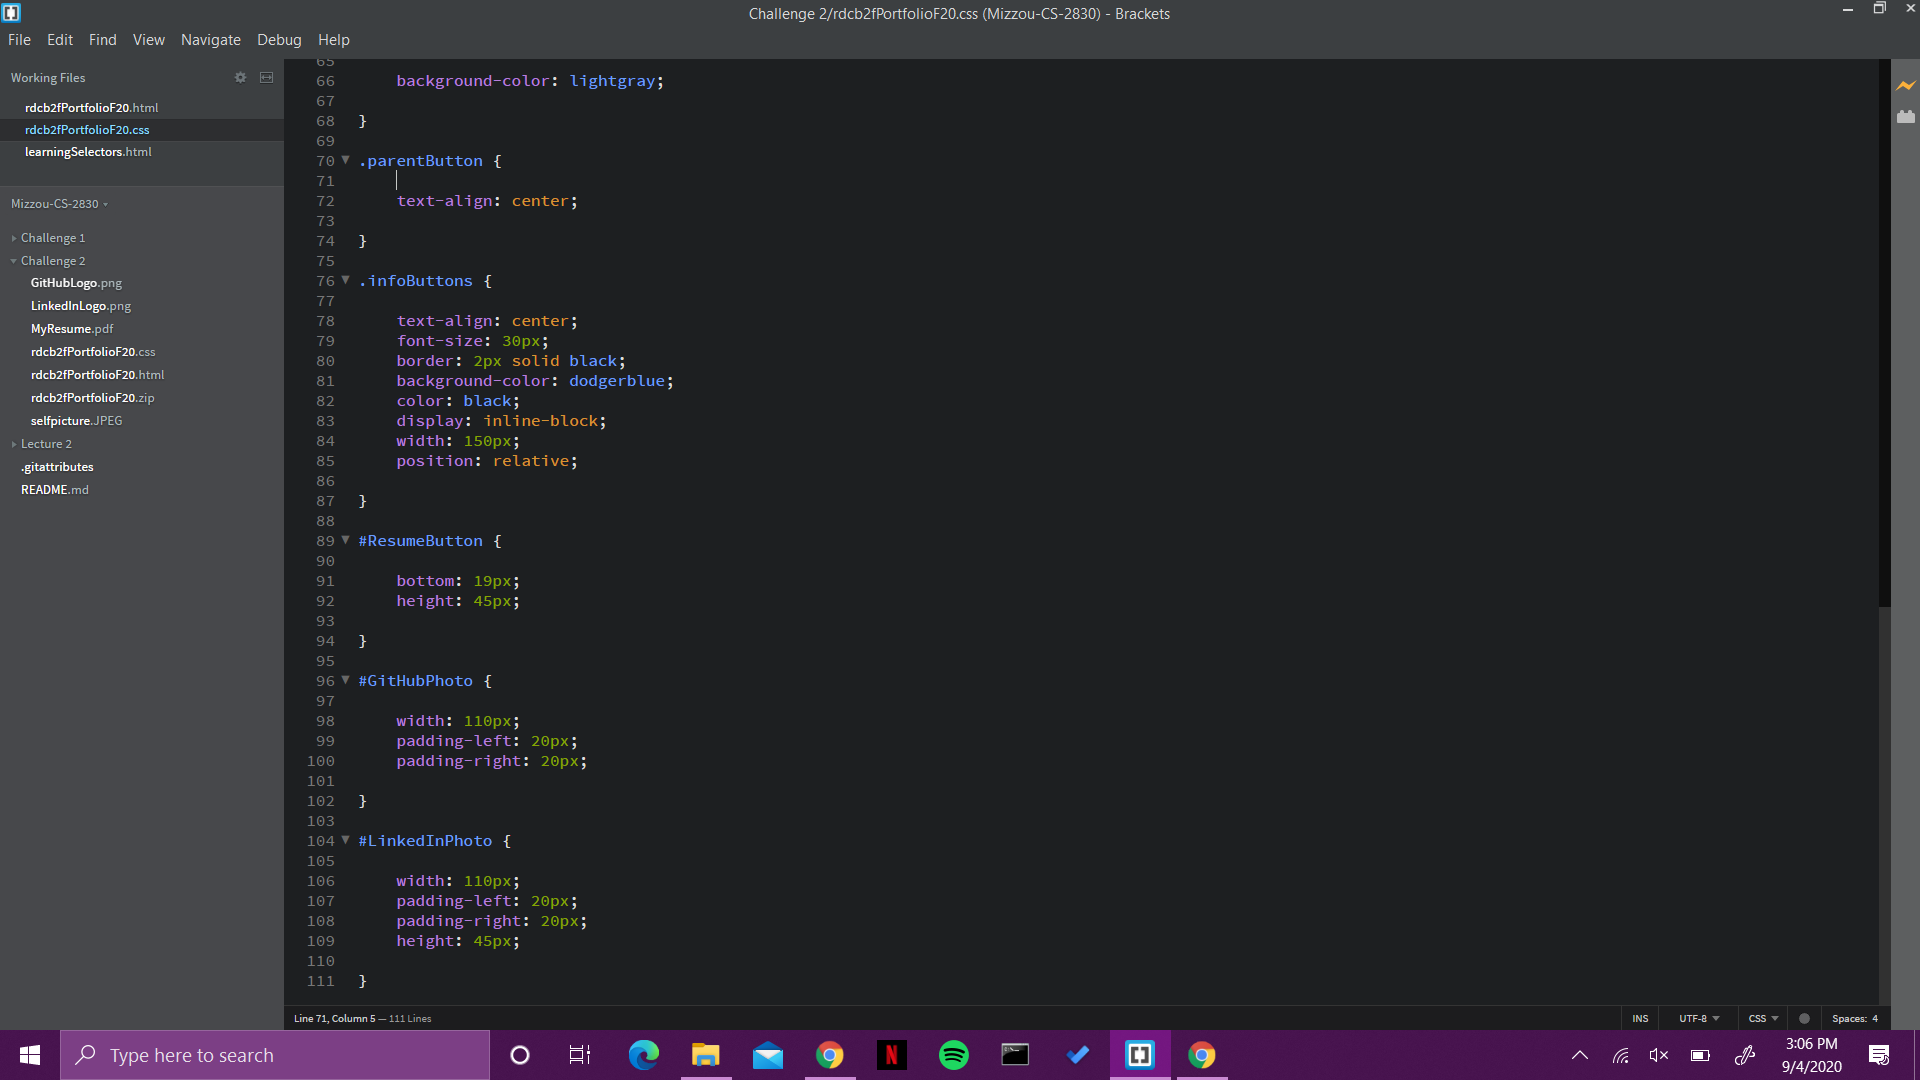 Challenge 2/rdcb2fPortfolioF20.css (Mizzou-CS-2830) - Brackets
File Edit Find View Navigate Debug Help
Working Files
rdcb2fPortfolioF20.html
rdcb2fPortfolioF20.css
learningSelectors.html
Mizzou-CS-2830
Challenge 1
Challenge 2
GitHubLogo.png
LinkedInLogo.png
MyResume.pdf
rdcb2fPortfolioF20.css
rdcb2fPortfolioF20.html
rdcb2fPortfolioF20.zip
selfpicture.JPEG
Lecture 2
.gitattributes
README.md
65
66 background-color: lightgray;
67
68 }
69
70 .parentButton {
71
72 text-align: center;
73
74 }
75
76 .infoButtons {
77
78 text-align: center;
79 font-size: 30px;
80 border: 2px solid black;
81 background-color: dodgerblue;
82 color: black;
83 display: inline-block;
84 width: 150px;
85 position: relative;
86
87 }
88
89 #ResumeButton {
90
91 bottom: 19px;
92 height: 45px;
93
94 }
95
96 #GitHubPhoto {
97
98 width: 110px;
99 padding-left: 20px;
100 padding-right: 20px;
101
102 }
103
104 #LinkedInPhoto {
105
106 width: 110px;
107 padding-left: 20px;
108 padding-right: 20px;
109 height: 45px;
110
111 }
Line 71, Column 5 — 111 Lines
INS UTF-8 CSS Spaces: 4
Type here to search
N
3:06 PM
9/4/2020